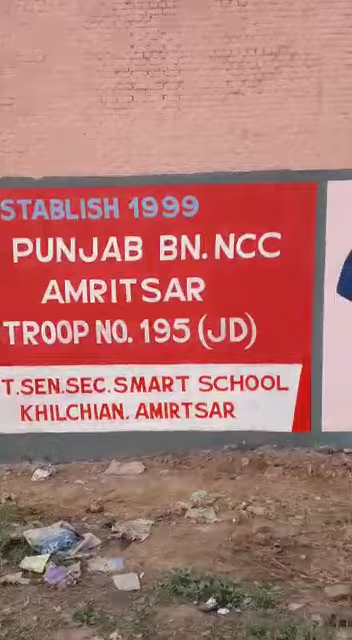 STABLISH 1999
PUNJAB BN. NCC
AMRITSAR
TROOP NO. 195 (JD)
T.SEN.SEC.SMART SCHOOL
KHILCHIAN. AMIRTSAR